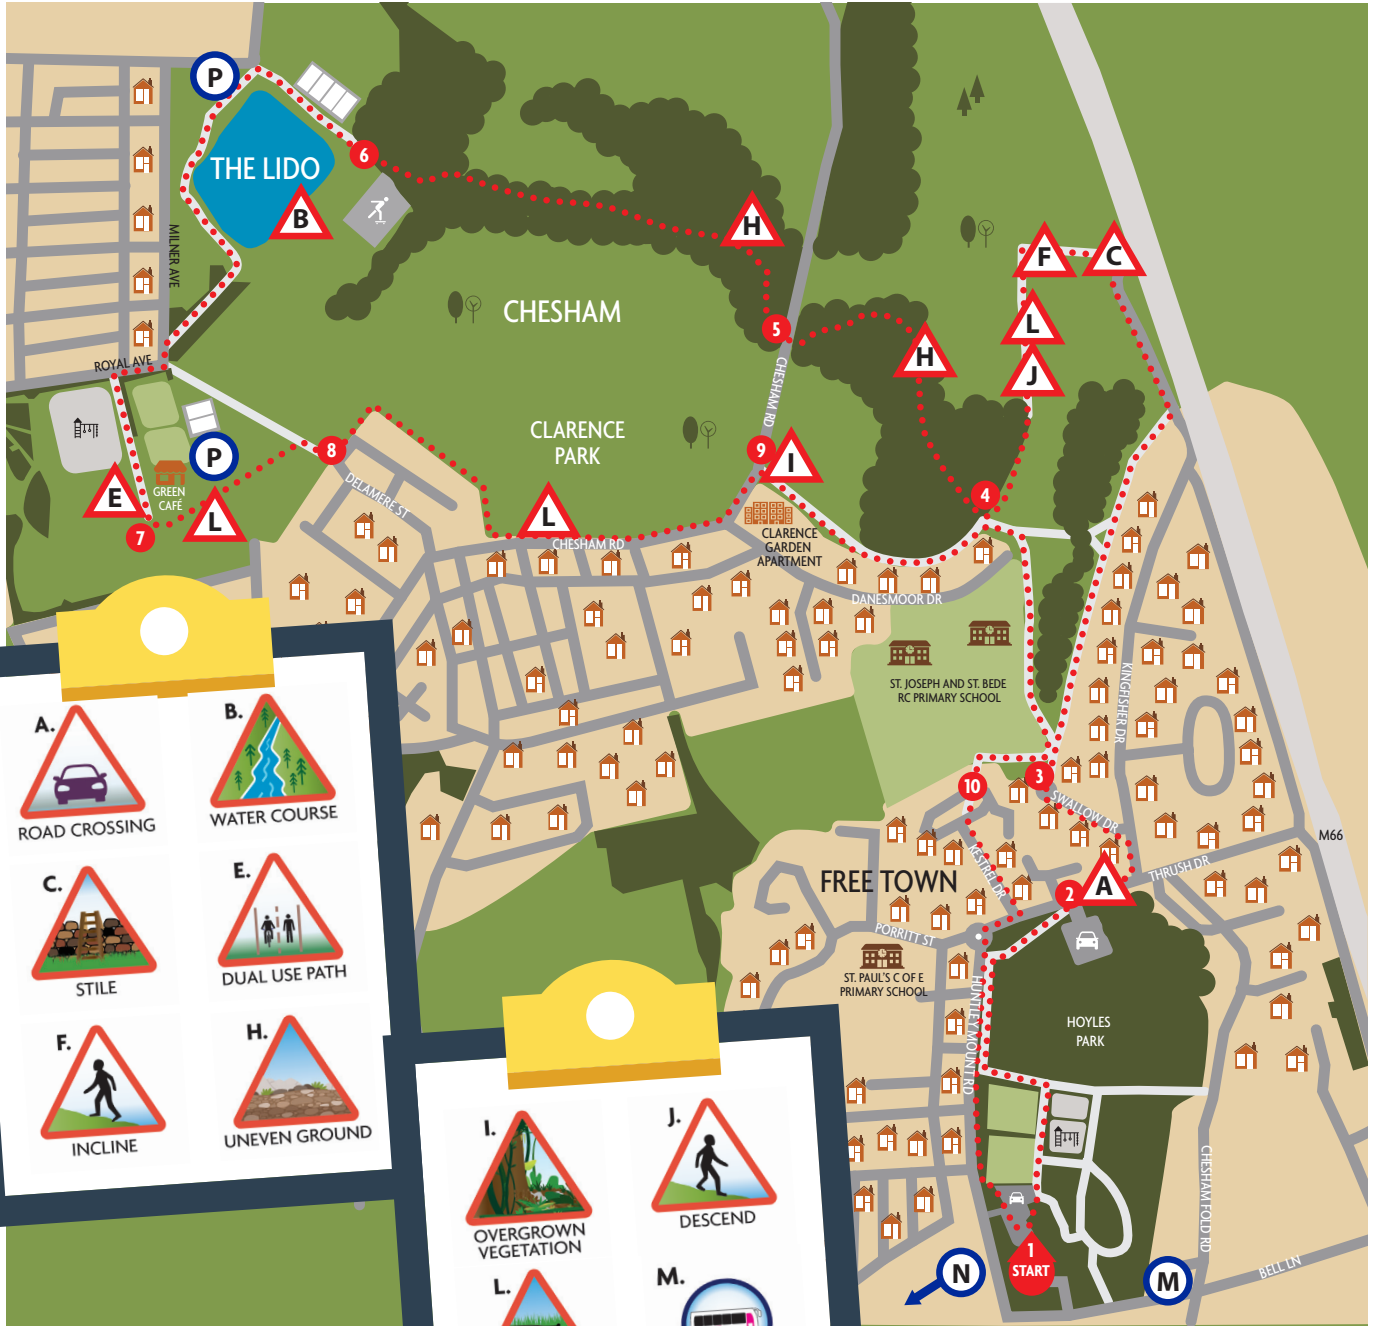 P
THE LIDO
B
6
H
MILNER AVE
CHESHAM
F
C
L
J
5
H
ROYAL AVE
CHESHAM RD
CLARENCE
PARK
P
8
9
I
GREEN
CAFÉ
E
L
7
DELAMERE ST
4
L
CHESHAM RD
CLARENCE
GARDEN
APARTMENT
DANESMOOR DR
ST. JOSEPH AND ST. BEDE
RC PRIMARY SCHOOL
KINGFISHER DR
10
3
SWALLOW DR
M66
THRUSH DR
KESTREL DR
FREE TOWN
2
A
PORRITT ST
ST. PAUL'S C OF E
PRIMARY SCHOOL
HUNTLEY MOUNT RD
HOYLES
PARK
CHESHAM FOLD RD
BELL LN
1
START
N
M
A.
ROAD CROSSING
B.
WATER COURSE
C.
STILE
E.
DUAL USE PATH
F.
INCLINE
H.
UNEVEN GROUND
I.
OVERGROWN
VEGETATION
J.
DESCEND
L.
M.